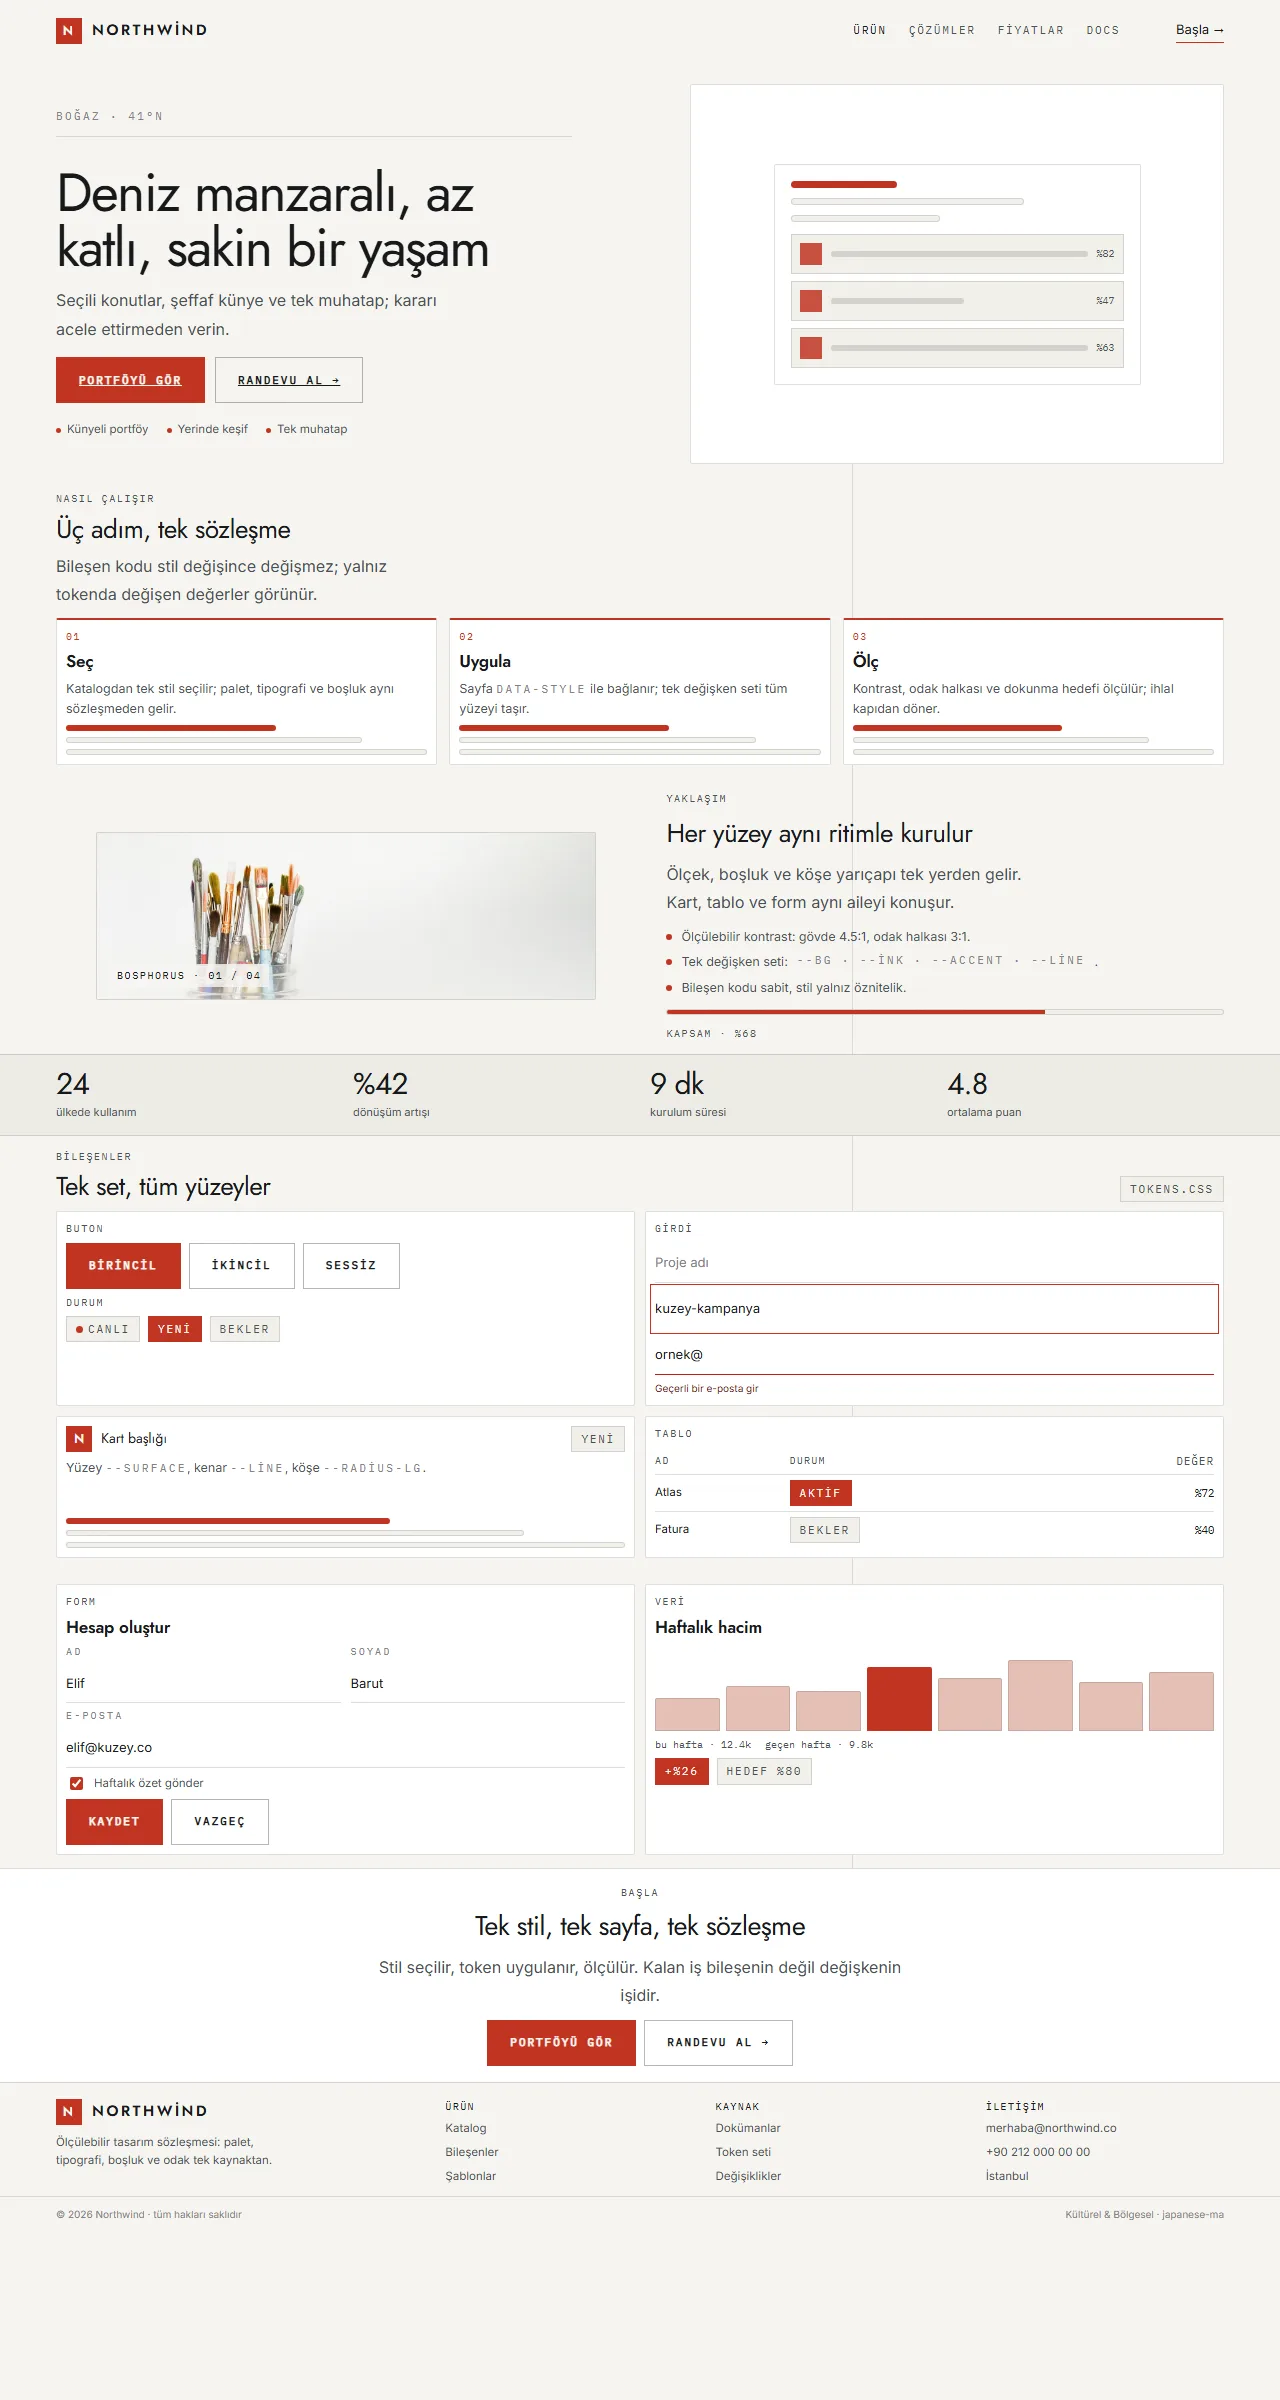 N NORTHWİND
ÜRÜN ÇÖZÜMLER FİYATLAR DOCS Başla →
BOĞAZ · 41°N
Deniz manzaralı, az
katlı, sakin bir yaşam
Seçili konutlar, şeffaf künye ve tek muhatap; kararı
acele ettirmeden verin.
PORTFÖYÜ GÖR RANDEVU AL →
Künyeli portföy Yerinde keşif Tek muhatap
%82
%47
%63
NASIL ÇALIŞIR
Üç adım, tek sözleşme
Bileşen kodu stil değişince değişmez; yalnız
tokenda değişen değerler görünür.
01
Seç
Katalogdan tek stil seçilir; palet, tipografi ve boşluk aynı
sözleşmeden gelir.
02
Uygula
Sayfa DATA-STYLE ile bağlanır; tek değişken seti tüm
yüzeyi taşır.
03
Ölç
Kontrast, odak halkası ve dokunma hedefi ölçülür; ihlal
kapıdan döner.
BOSPHORUS · 01 / 04
YAKLAŞIM
Her yüzey aynı ritimle kurulur
Ölçek, boşluk ve köşe yarıçapı tek yerden gelir.
Kart, tablo ve form aynı aileyi konuşur.
Ölçülebilir kontrast: gövde 4.5:1, odak halkası 3:1.
Tek değişken seti: --BG · --İNK · --ACCENT · --LİNE .
Bileşen kodu sabit, stil yalnız öznitelik.
KAPSAM · %68
24
ülkede kullanım
%42
dönüşüm artışı
9 dk
kurulum süresi
4.8
ortalama puan
BİLEŞENLER
Tek set, tüm yüzeyler
TOKENS.CSS
BUTON
BİRİNCİL İKİNCİL SESSİZ
DURUM
CANLI YENİ BEKLER
GİRDİ
Proje adı
kuzey-kampanya
ornek@
Geçerli bir e-posta gir
N Kart başlığı YENİ
Yüzey --SURFACE, kenar --LİNE, köşe --RADİUS-LG.
TABLO
AD DURUM DEĞER
Atlas AKTİF %72
Fatura BEKLER %40
FORM
Hesap oluştur
AD SOYAD
Elif Barut
E-POSTA
elif@kuzey.co
Haftalık özet gönder
KAYDET VAZGEÇ
VERİ
Haftalık hacim
bu hafta · 12.4k geçen hafta · 9.8k
+%26 HEDEF %80
BAŞLA
Tek stil, tek sayfa, tek sözleşme
Stil seçilir, token uygulanır, ölçülür. Kalan iş bileşenin değil değişkenin
işidir.
PORTFÖYÜ GÖR RANDEVU AL →
N NORTHWİND
Ölçülebilir tasarım sözleşmesi: palet,
tipografi, boşluk ve odak tek kaynaktan.
ÜRÜN
Katalog
Bileşenler
Şablonlar
KAYNAK
Dokümanlar
Token seti
Değişiklikler
İLETİŞİM
merhaba@northwind.co
+90 212 000 00 00
İstanbul
© 2026 Northwind · tüm hakları saklıdır
Kültürel & Bölgesel · japanese-ma